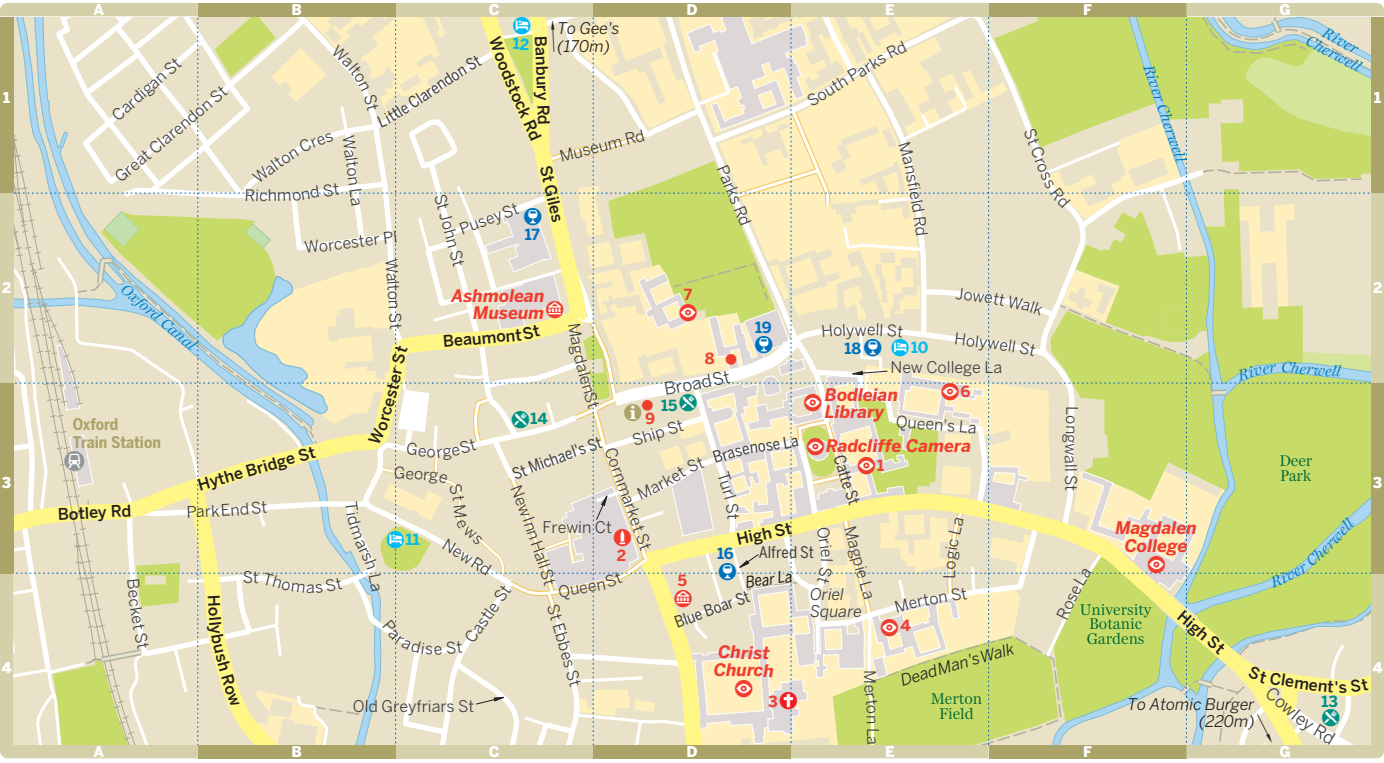 A B C D E F G
1
12
To Gee's
(170m)
Woodstock Rd
Banbury Rd
River
Cherwell
River Cherwell
1
Cardigan St
Great Clarendon St
Walton St
Little Clarendon St
South Parks Rd
Walton Cres
Walton La
Museum Rd
Mansfield Rd
St Cross Rd
Richmond St
St Giles
Parks Rd
St John St
Pusey St
17
Worcester Pl
2
Oxford Canal
Walton St
Ashmolean
Museum
7
Jowett Walk
2
Beaumont St
Magdalen St
19
Holywell St
18
10
Holywell St
8
New College La
River Cherwell
Worcester St
Broad St
15
9
Bodleian
Library
6
Oxford
Train Station
14
Ship St
Queen's La
Longwall St
George St
St Michael's St
Brasenose La
Radcliffe Camera
Catte St
1
Hythe Bridge St
George St Mews
Cornmarket St
Market St
Turl St
Deer
Park
3
3
Botley Rd
Park End St
Tidmarsh La
New Inn Hall St
Frewin Ct
2
High St
Oriel St
Magpie La
Logic La
Magdalen
College
11
New Rd
16
Alfred St
River Cherwell
St Thomas St
Queen St
5
Bear La
Blue Boar St
Oriel
Square
Merton St
Rose La
University
Botanic
Gardens
Becket St
Hollybush Row
Paradise St
Castle St
St Ebbes St
4
High St
4
Christ
Church
3
Dead Man's Walk
Merton La
Merton
Field
St Clement's St
4
Old Greyfriars St
To Atomic Burger
(220m)
Cowley Rd
13
A B C D E F G